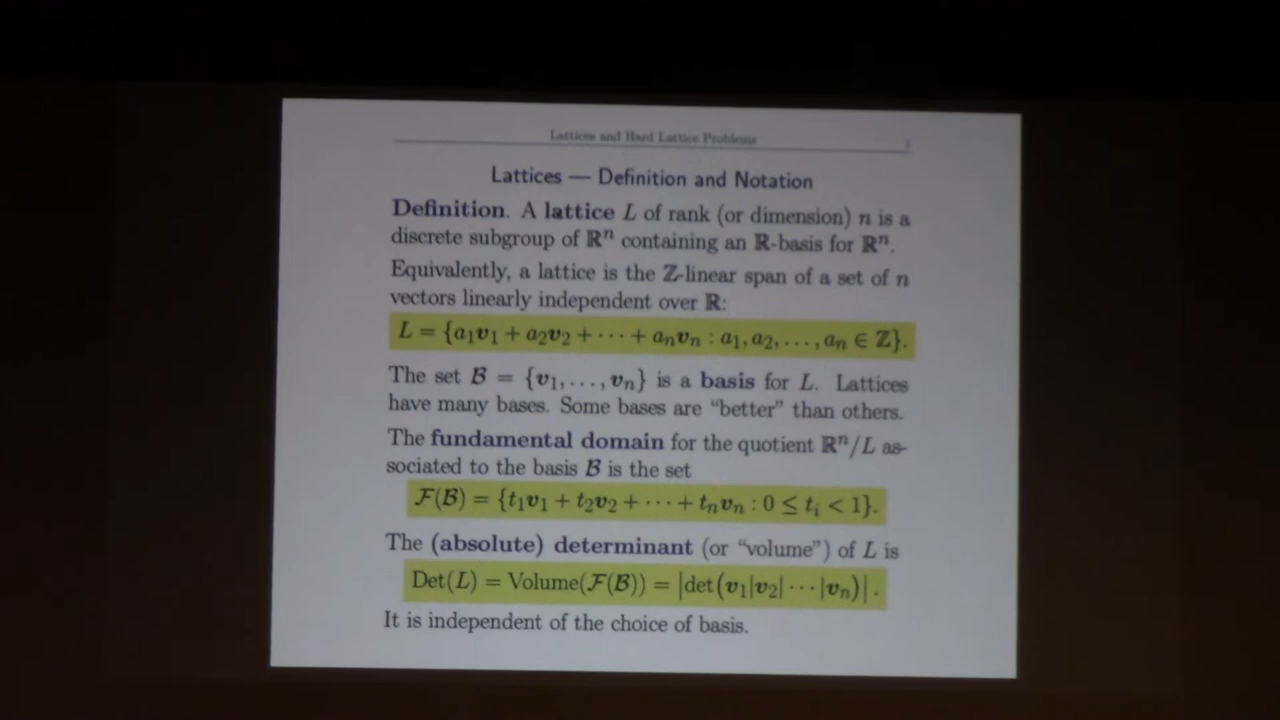 Lattices and Hard Lattice Problems
Lattices — Definition and Notation
Definition. A lattice L of rank (or dimension) n is a
discrete subgroup of ℝⁿ containing an ℝ-basis for ℝⁿ.
Equivalently, a lattice is the ℤ-linear span of a set of n
vectors linearly independent over ℝ:
L = {a₁v₁ + a₂v₂ + ··· + aₙvₙ : a₁, a₂, . . . , aₙ ∈ ℤ}.
The set ℬ = {v₁, . . . , vₙ} is a basis for L. Lattices
have many bases. Some bases are “better” than others.
The fundamental domain for the quotient ℝⁿ/L as-
sociated to the basis ℬ is the set
ℱ(ℬ) = {t₁v₁ + t₂v₂ + ··· + tₙvₙ : 0 ≤ tᵢ < 1}.
The (absolute) determinant (or “volume”) of L is
Det(L) = Volume(ℱ(ℬ)) = |det(v₁|v₂| ··· |vₙ)| .
It is independent of the choice of basis.